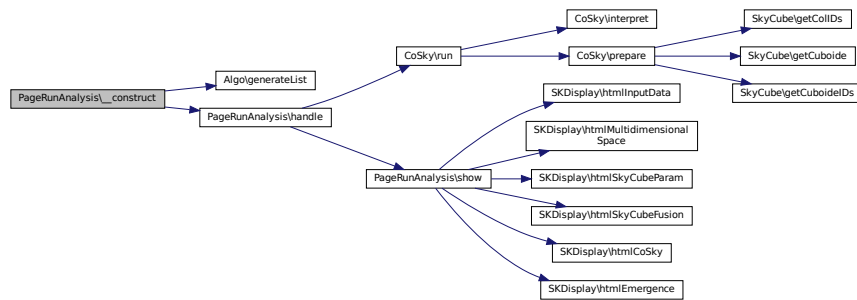 PageRunAnalysis\__construct
Algo\generateList
PageRunAnalysis\handle
CoSky\run
CoSky\interpret
CoSky\prepare
SkyCube\getColIDs
SkyCube\getCuboide
SkyCube\getCuboideIDs
PageRunAnalysis\show
SKDisplay\htmlInputData
SKDisplay\htmlMultidimensional
Space
SKDisplay\htmlSkyCubeParam
SKDisplay\htmlSkyCubeFusion
SKDisplay\htmlCoSky
SKDisplay\htmlEmergence